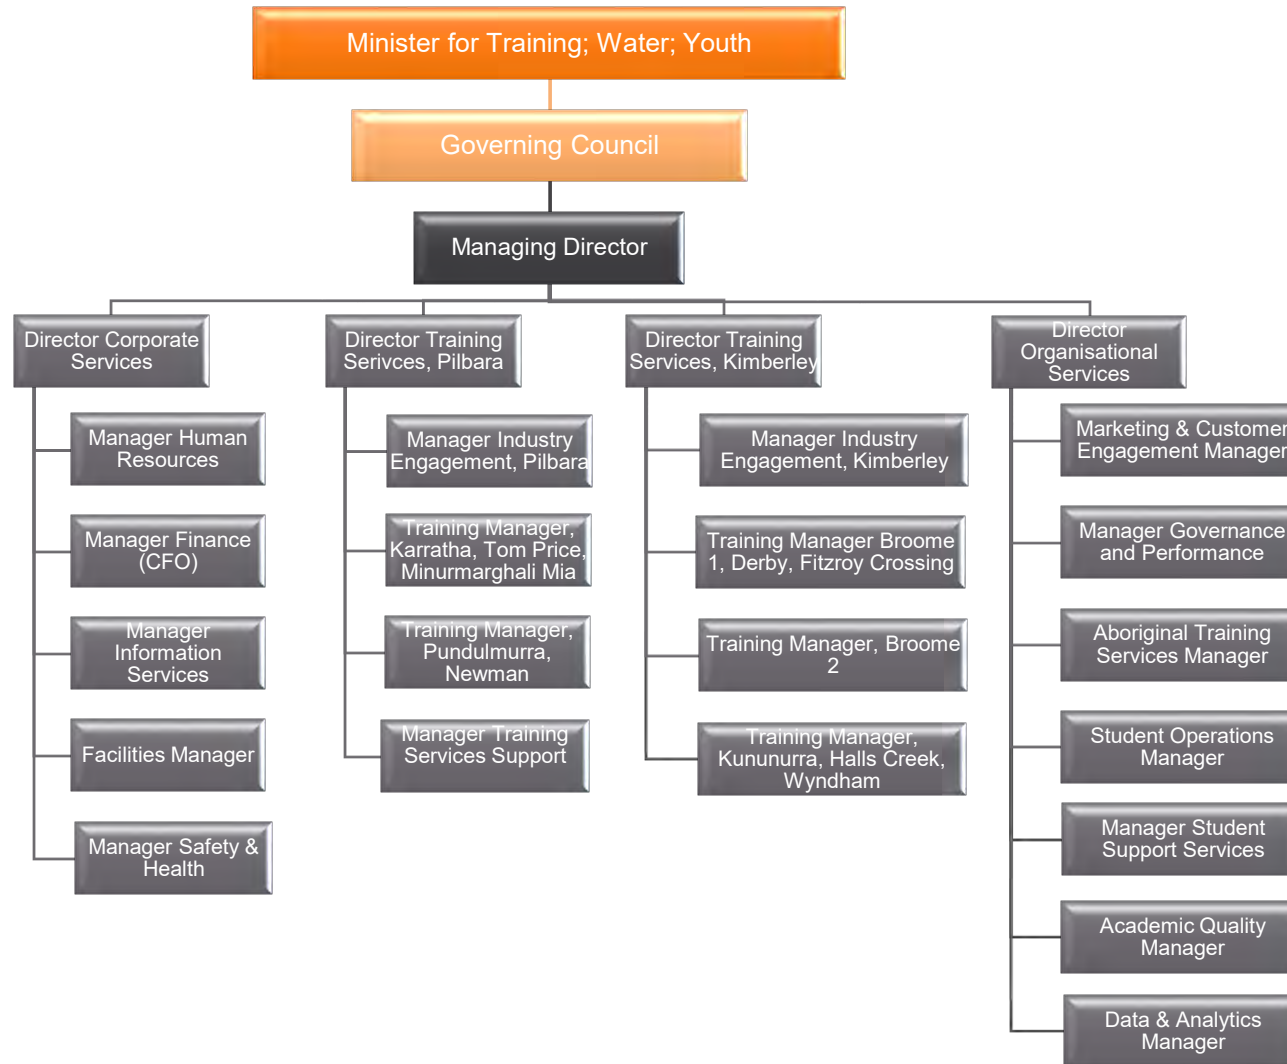 Minister for Training; Water; Youth
Governing Council
Managing Director
Director Corporate
Services
Manager Human
Resources
Manager Finance
(CFO)
Manager
Information
Services
Facilities Manager
Manager Safety &
Health
Director Training
Serivces, Pilbara
Manager Industry
Engagement, Pilbara
Training Manager,
Karratha, Tom Price,
Minurmarghali Mia
Training Manager,
Pundulmurra,
Newman
Manager Training
Services Support
Director Training
Services, Kimberley
Manager Industry
Engagement, Kimberley
Training Manager Broome
1, Derby, Fitzroy Crossing
Training Manager, Broome
2
Training Manager,
Kununurra, Halls Creek,
Wyndham
Director
Organisational
Services
Marketing & Customer
Engagement Manager
Manager Governance
and Performance
Aboriginal Training
Services Manager
Student Operations
Manager
Manager Student
Support Services
Academic Quality
Manager
Data & Analytics
Manager